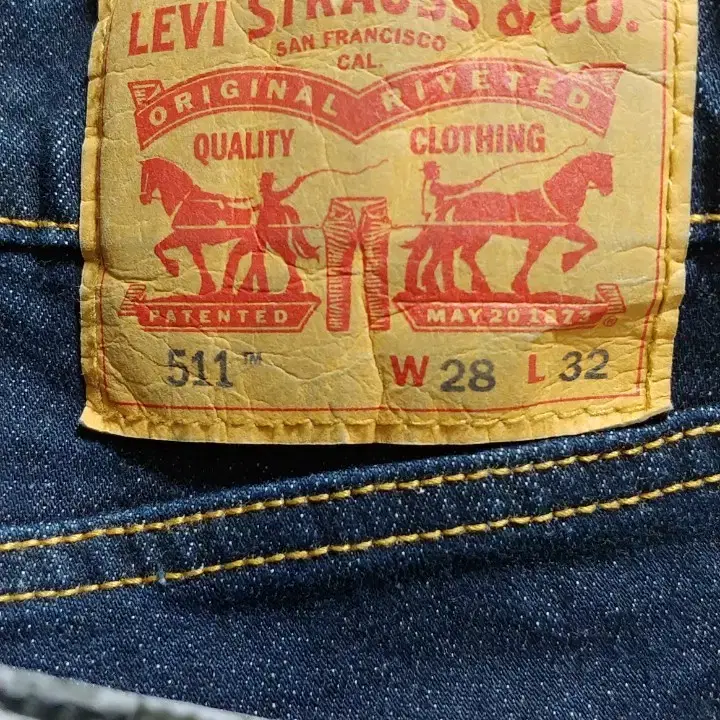 LEVI STRAUSS & CO.
SAN FRANCISCO
CAL.
ORIGINAL RIVETED
QUALITY CLOTHING
PATENTED MAY 20 1873 ®
511™ W 28 L 32